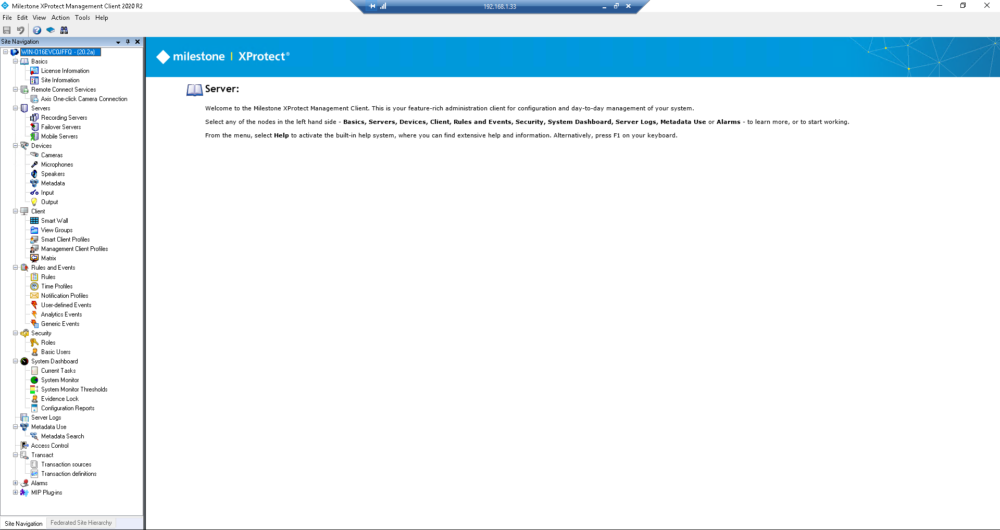 Milestone XProtect Management Client 2020 R2
192.168.1.33
File Edit View Action Tools Help
Site Navigation
WIN-O16EVC0JFFQ - (20.2a)
Basics
License Information
Site Information
Remote Connect Services
Axis One-click Camera Connection
Servers
Recording Servers
Failover Servers
Mobile Servers
Devices
Cameras
Microphones
Speakers
Metadata
Input
Output
Client
Smart Wall
View Groups
Smart Client Profiles
Management Client Profiles
Matrix
Rules and Events
Rules
Time Profiles
Notification Profiles
User-defined Events
Analytics Events
Generic Events
Security
Roles
Basic Users
System Dashboard
Current Tasks
System Monitor
System Monitor Thresholds
Evidence Lock
Configuration Reports
Server Logs
Metadata Use
Metadata Search
Access Control
Transact
Transaction sources
Transaction definitions
Alarms
MIP Plug-ins
Site Navigation Federated Site Hierarchy
milestone | XProtect®
Server:
Welcome to the Milestone XProtect Management Client. This is your feature-rich administration client for configuration and day-to-day management of your system.
Select any of the nodes in the left hand side - Basics, Servers, Devices, Client, Rules and Events, Security, System Dashboard, Server Logs, Metadata Use or Alarms - to learn more, or to start working.
From the menu, select Help to activate the built-in help system, where you can find extensive help and information. Alternatively, press F1 on your keyboard.